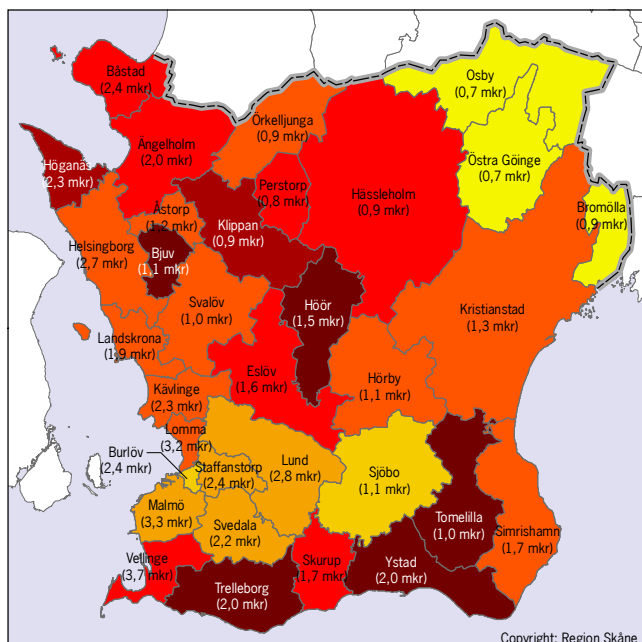 Båstad
(2,4 mkr)
Osby
(0,7 mkr)
Örkelljunga
(0,9 mkr)
Ängelholm
(2,0 mkr)
Höganäs
(2,3 mkr)
Östra Göinge
(0,7 mkr)
Perstorp
(0,8 mkr)
Hässleholm
(0,9 mkr)
Bromölla
(0,9 mkr)
Åstorp
(1,2 mkr)
Klippan
(0,9 mkr)
Helsingborg
(2,7 mkr)
Bjuv
(1,1 mkr)
Höör
(1,5 mkr)
Svalöv
(1,0 mkr)
Kristianstad
(1,3 mkr)
Landskrona
(1,9 mkr)
Eslöv
(1,6 mkr)
Hörby
(1,1 mkr)
Kävlinge
(2,3 mkr)
Lomma
(3,2 mkr)
Burlöv
(2,4 mkr)
Staffanstorp
(2,4 mkr)
Lund
(2,8 mkr)
Sjöbo
(1,1 mkr)
Malmö
(3,3 mkr)
Svedala
(2,2 mkr)
Tomelilla
(1,0 mkr)
Simrishamn
(1,7 mkr)
Vellinge
(3,7 mkr)
Skurup
(1,7 mkr)
Ystad
(2,0 mkr)
Trelleborg
(2,0 mkr)
Copyright: Region Skåne